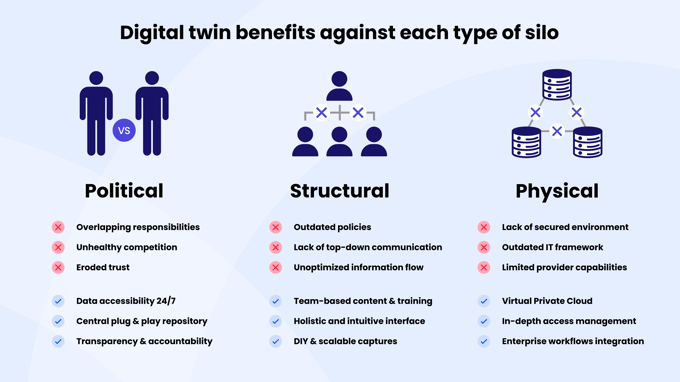 Digital twin benefits against each type of silo
VS
Political
Overlapping responsibilities
Unhealthy competition
Eroded trust
Data accessibility 24/7
Central plug & play repository
Transparency & accountability
Structural
Outdated policies
Lack of top-down communication
Unoptimized information flow
Team-based content & training
Holistic and intuitive interface
DIY & scalable captures
Physical
Lack of secured environment
Outdated IT framework
Limited provider capabilities
Virtual Private Cloud
In-depth access management
Enterprise workflows integration